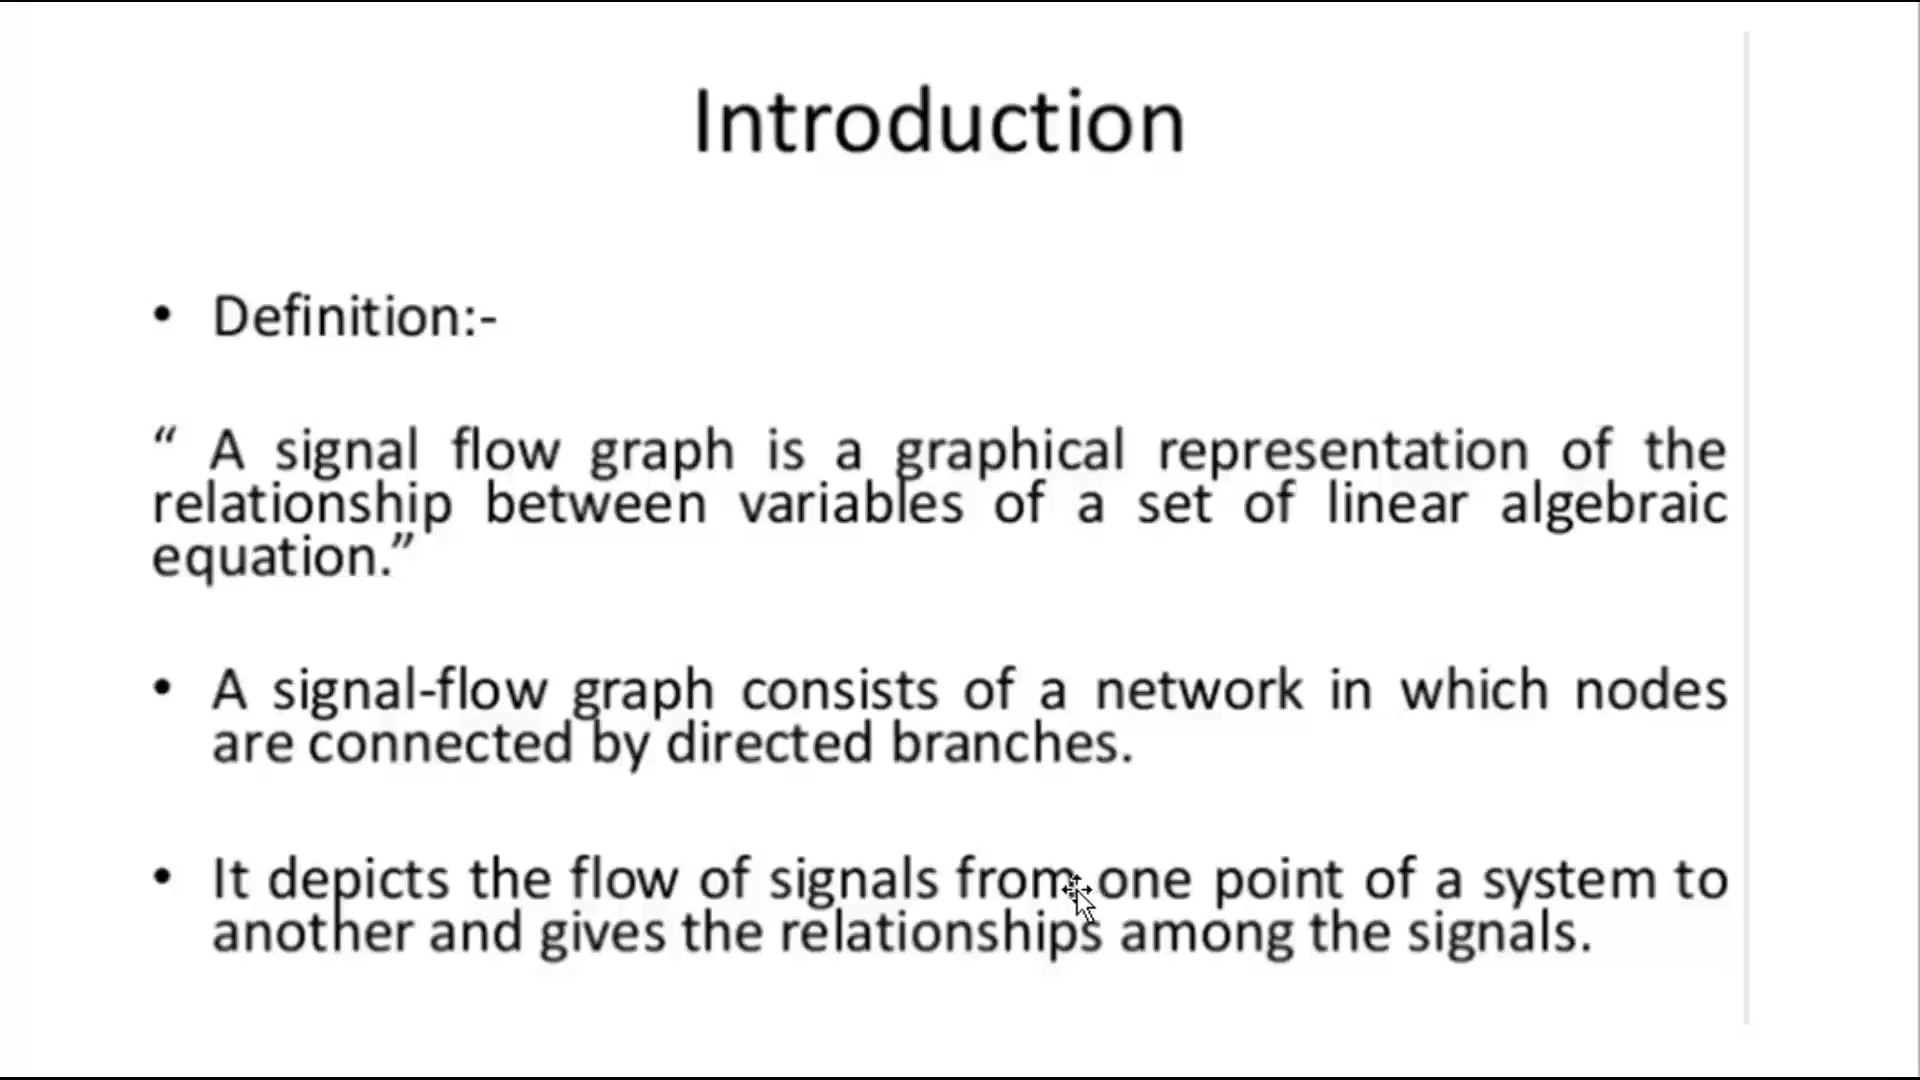 Introduction
• Definition:-
“ A signal flow graph is a graphical representation of the
relationship between variables of a set of linear algebraic
equation.”
• A signal-flow graph consists of a network in which nodes
are connected by directed branches.
• It depicts the flow of signals from one point of a system to
another and gives the relationships among the signals.